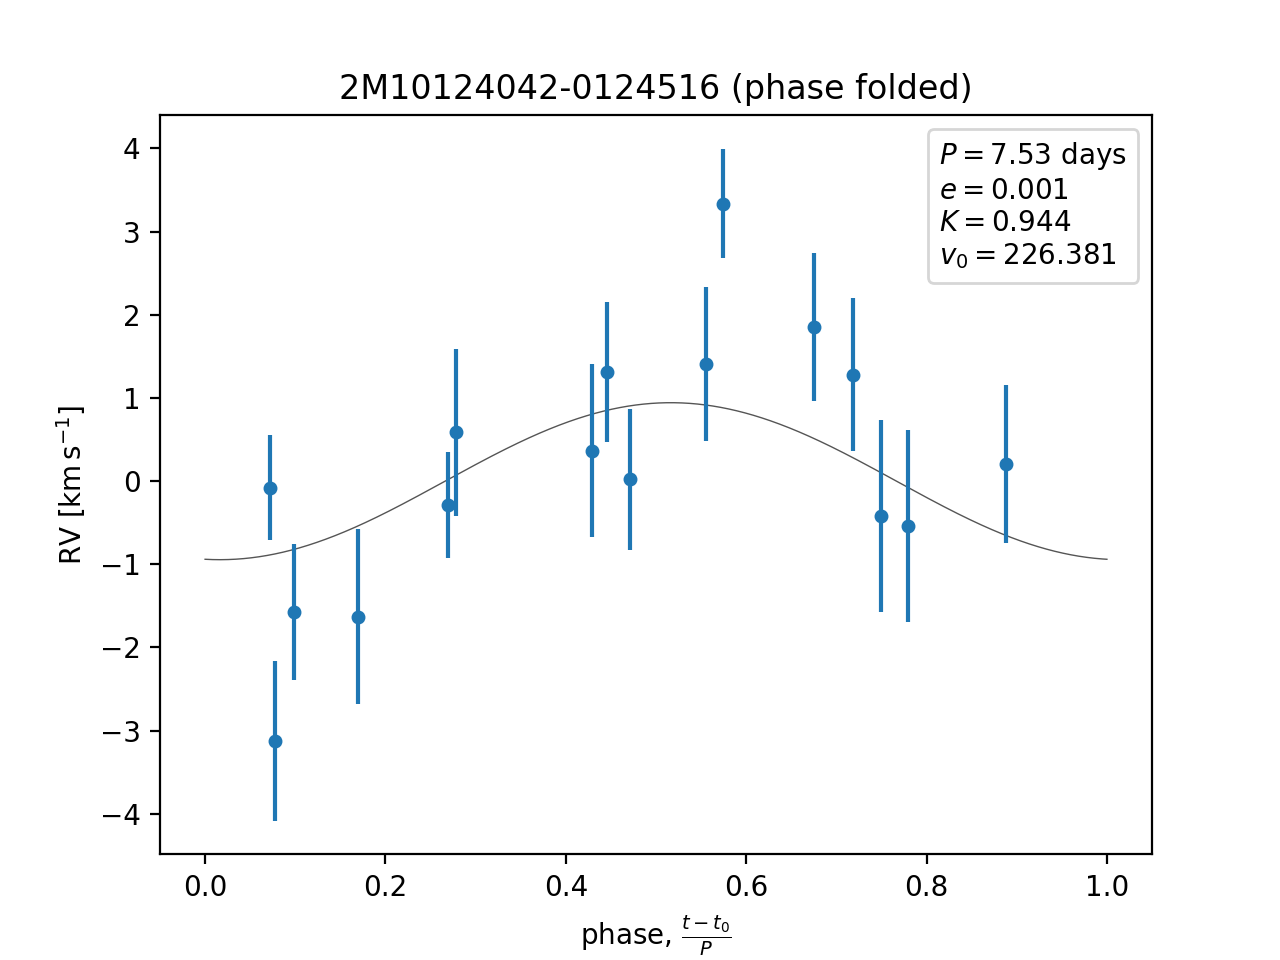 2M10124042-0124516 (phase folded)
P = 7.53 days
e = 0.001
K = 0.944
v₀ = 226.381
4
3
2
1
0
−1
−2
−3
−4
RV [km s⁻¹]
0.0 0.2 0.4 0.6 0.8 1.0
phase, (t − t₀)/P